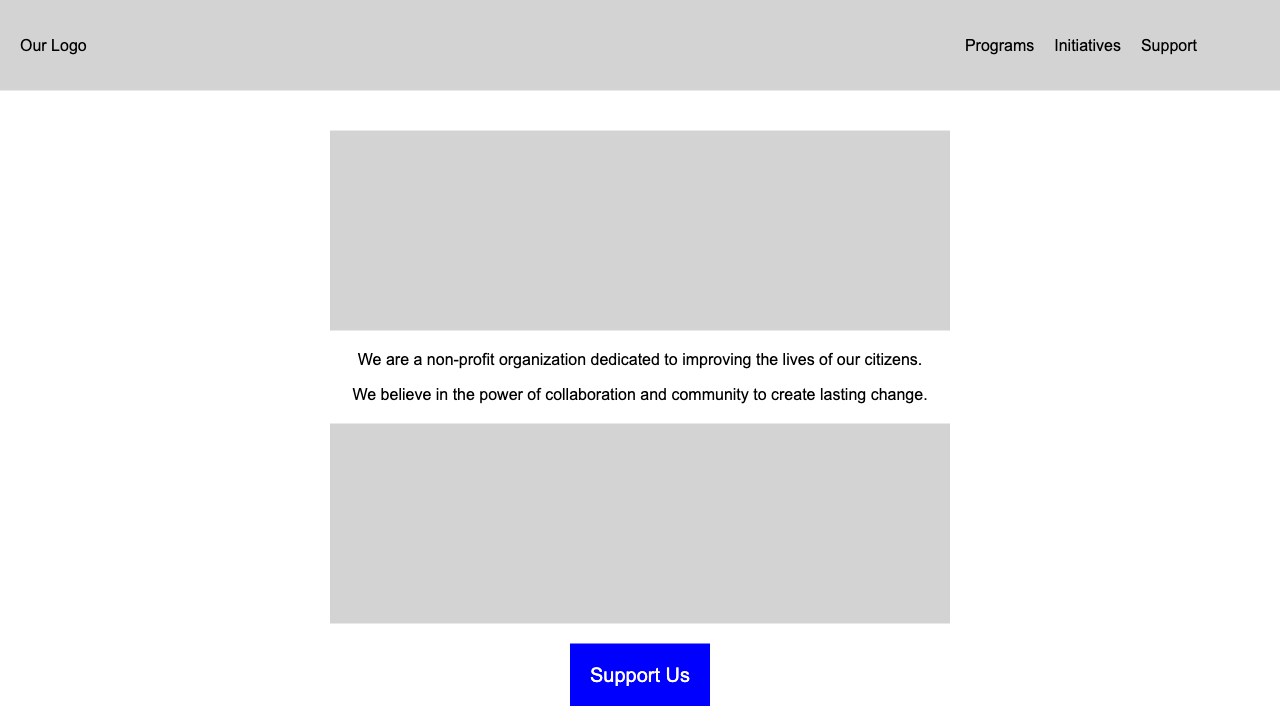 Our Logo
Programs Initiatives Support
We are a non-profit organization dedicated to improving the lives of our citizens.
We believe in the power of collaboration and community to create lasting change.
Support Us